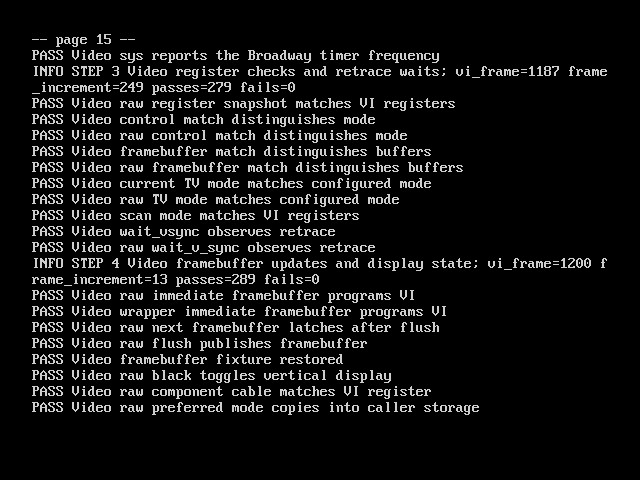 -- page 15 --
PASS Video sys reports the Broadway timer frequency
INFO STEP 3 Video register checks and retrace waits; vi_frame=1187 frame
_increment=249 passes=279 fails=0
PASS Video raw register snapshot matches VI registers
PASS Video control match distinguishes mode
PASS Video raw control match distinguishes mode
PASS Video framebuffer match distinguishes buffers
PASS Video raw framebuffer match distinguishes buffers
PASS Video current TV mode matches configured mode
PASS Video raw TV mode matches configured mode
PASS Video scan mode matches VI registers
PASS Video wait_vsync observes retrace
PASS Video raw wait_v_sync observes retrace
INFO STEP 4 Video framebuffer updates and display state; vi_frame=1200 f
rame_increment=13 passes=289 fails=0
PASS Video raw immediate framebuffer programs VI
PASS Video wrapper immediate framebuffer programs VI
PASS Video raw next framebuffer latches after flush
PASS Video raw flush publishes framebuffer
PASS Video framebuffer fixture restored
PASS Video raw black toggles vertical display
PASS Video raw component cable matches VI register
PASS Video raw preferred mode copies into caller storage